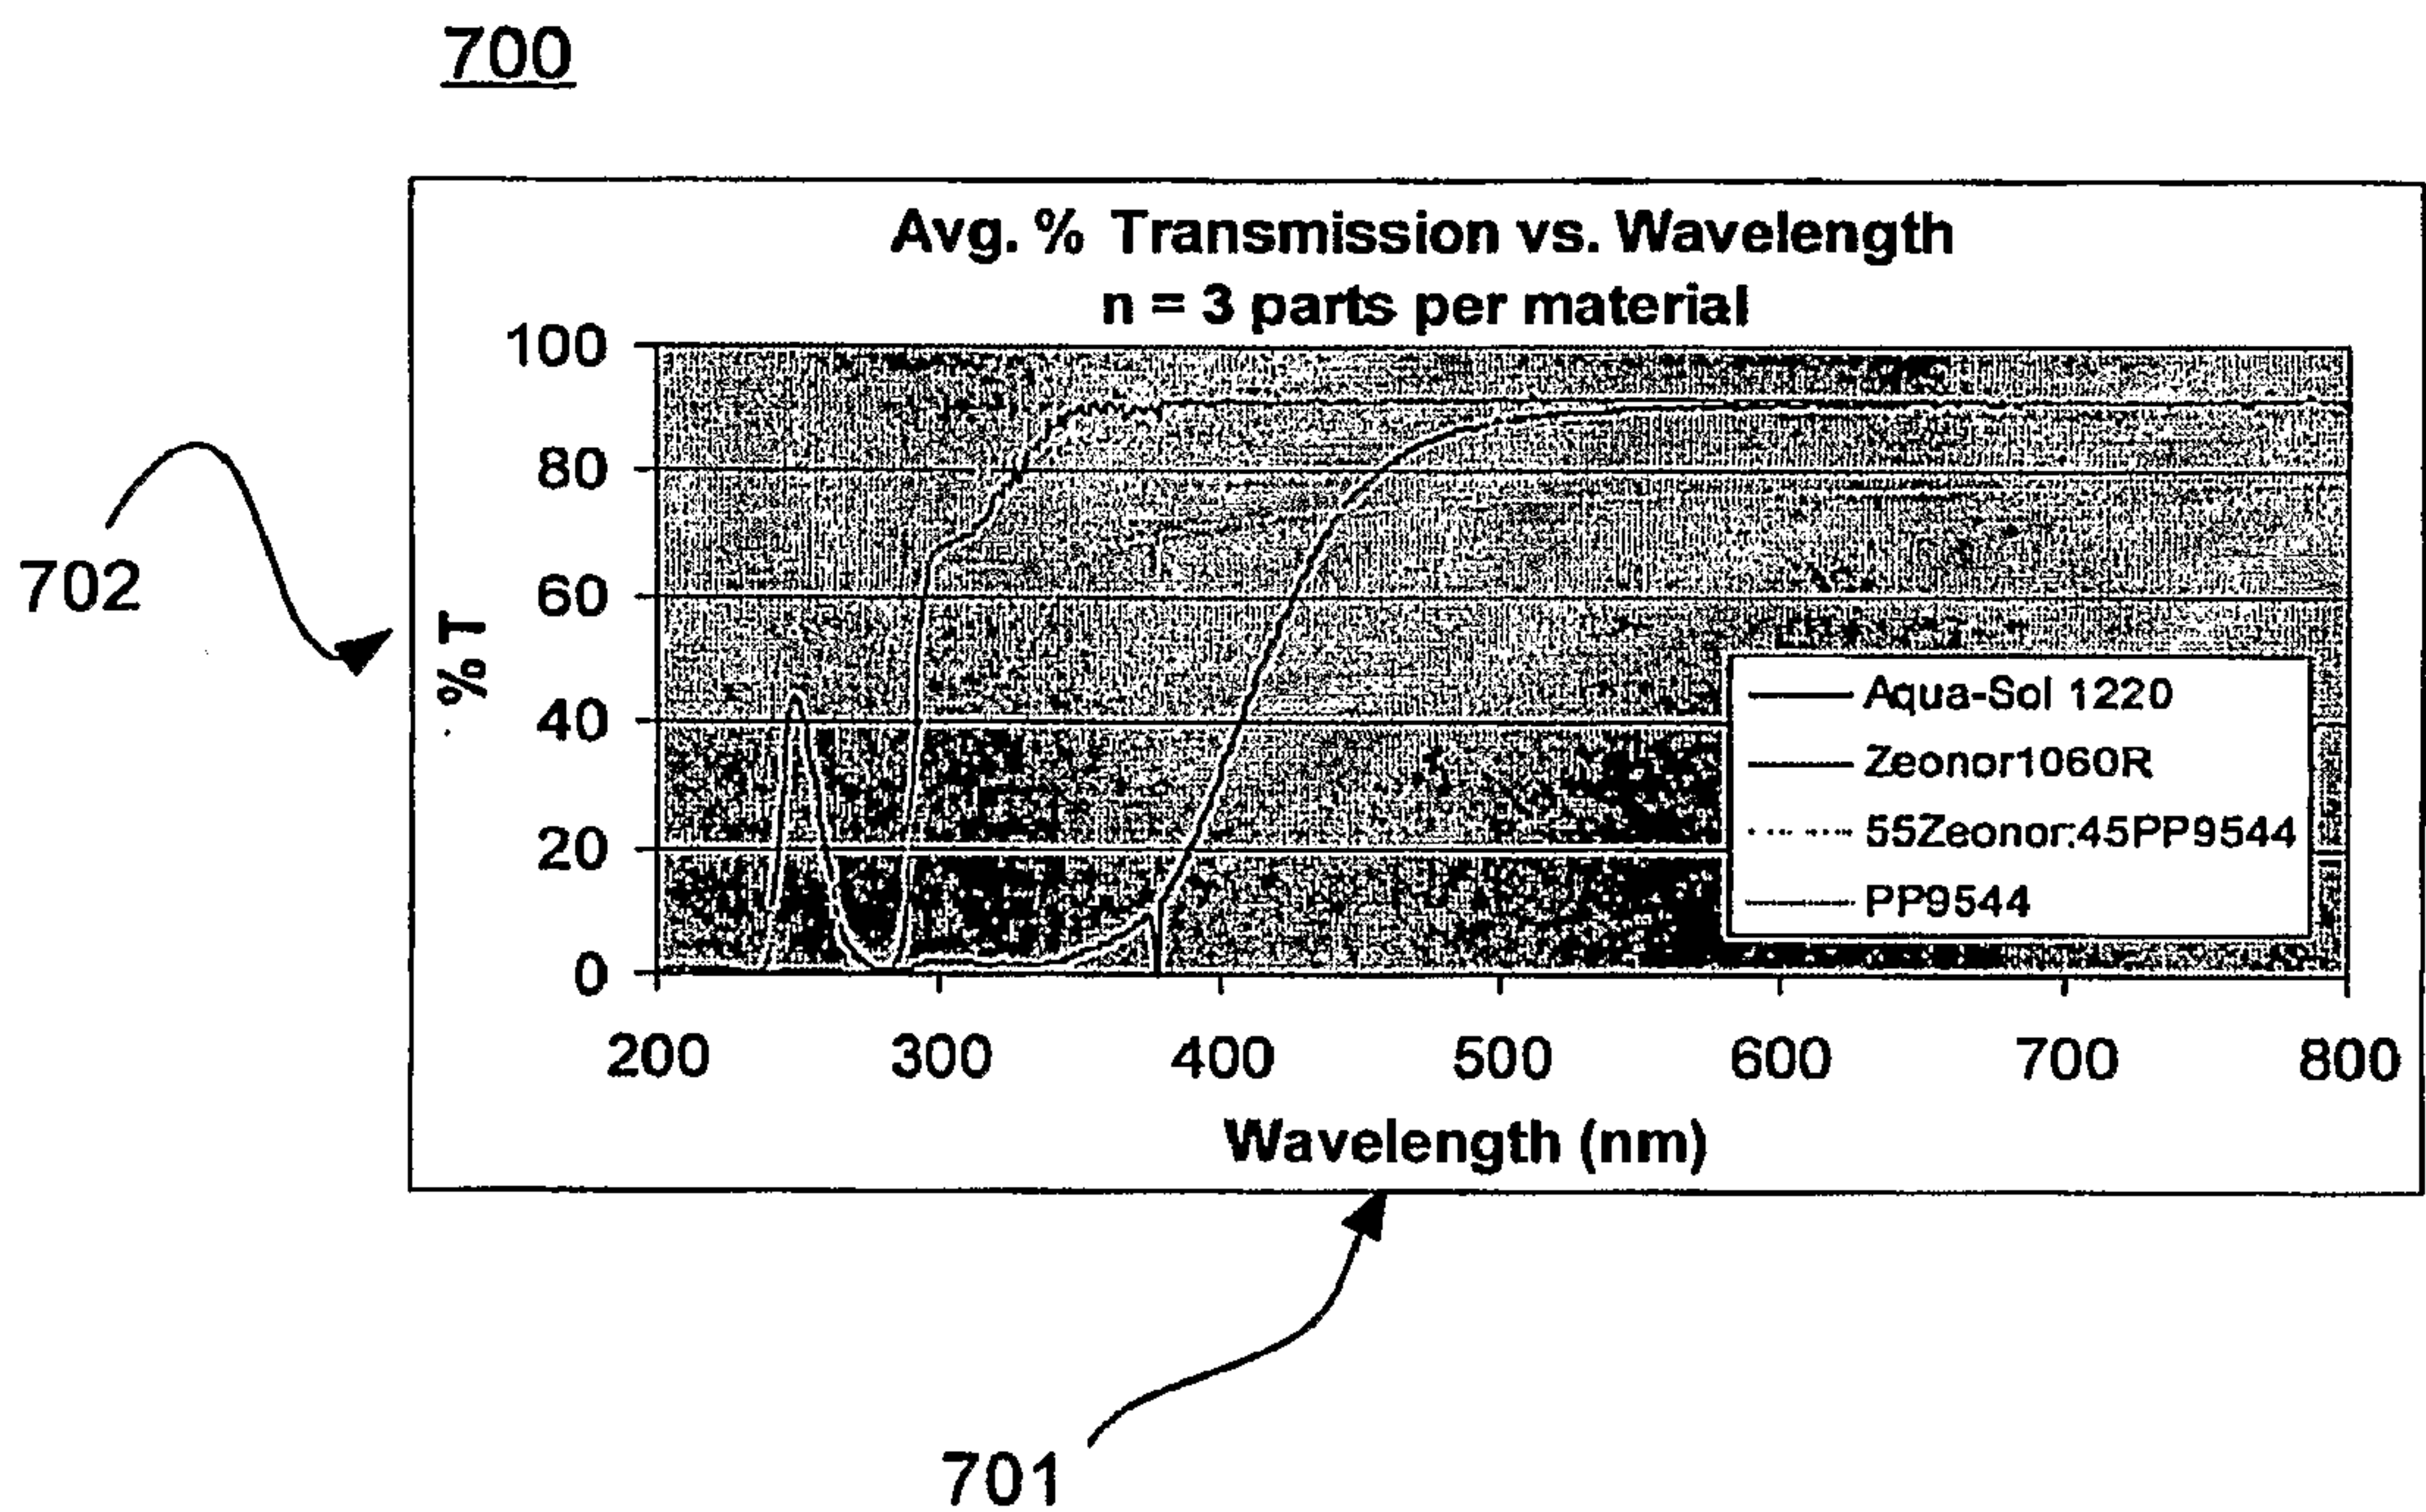 700
702
Avg. % Transmission vs. Wavelength
n = 3 parts per material
100
80
60
40
20
0
% T
Aqua-Sol 1220
Zeonor1060R
55Zeonor:45PP9544
PP9544
200 300 400 500 600 700 800
Wavelength (nm)
701